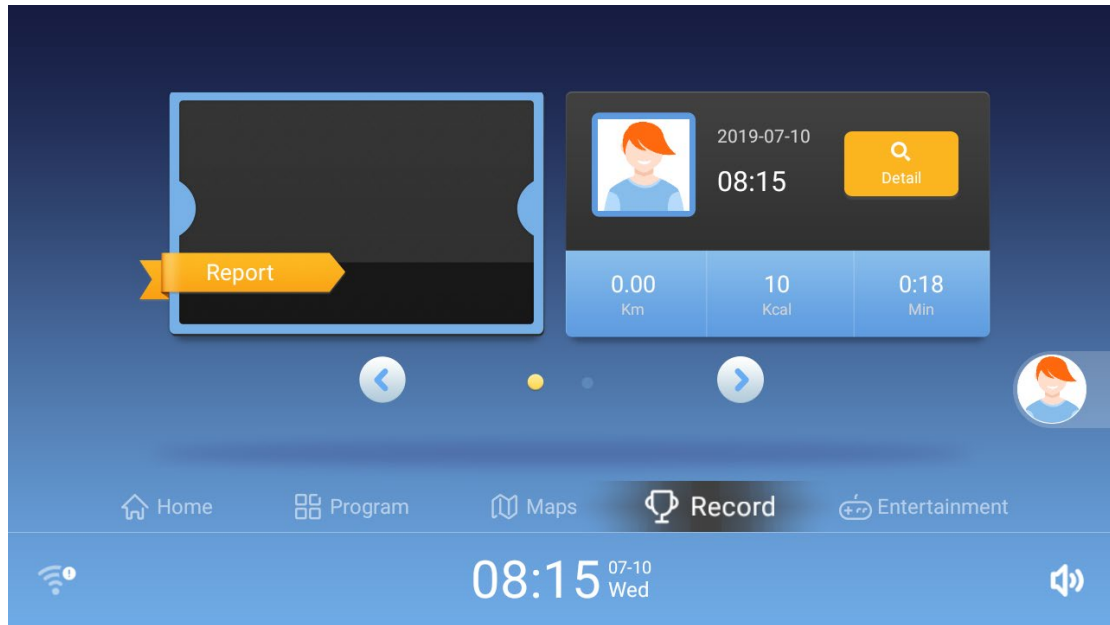 Report
2019-07-10
08:15
Detail
0.00
Km
10
Kcal
0:18
Min
Home
Program
Maps
Record
Entertainment
08:15
07-10
Wed